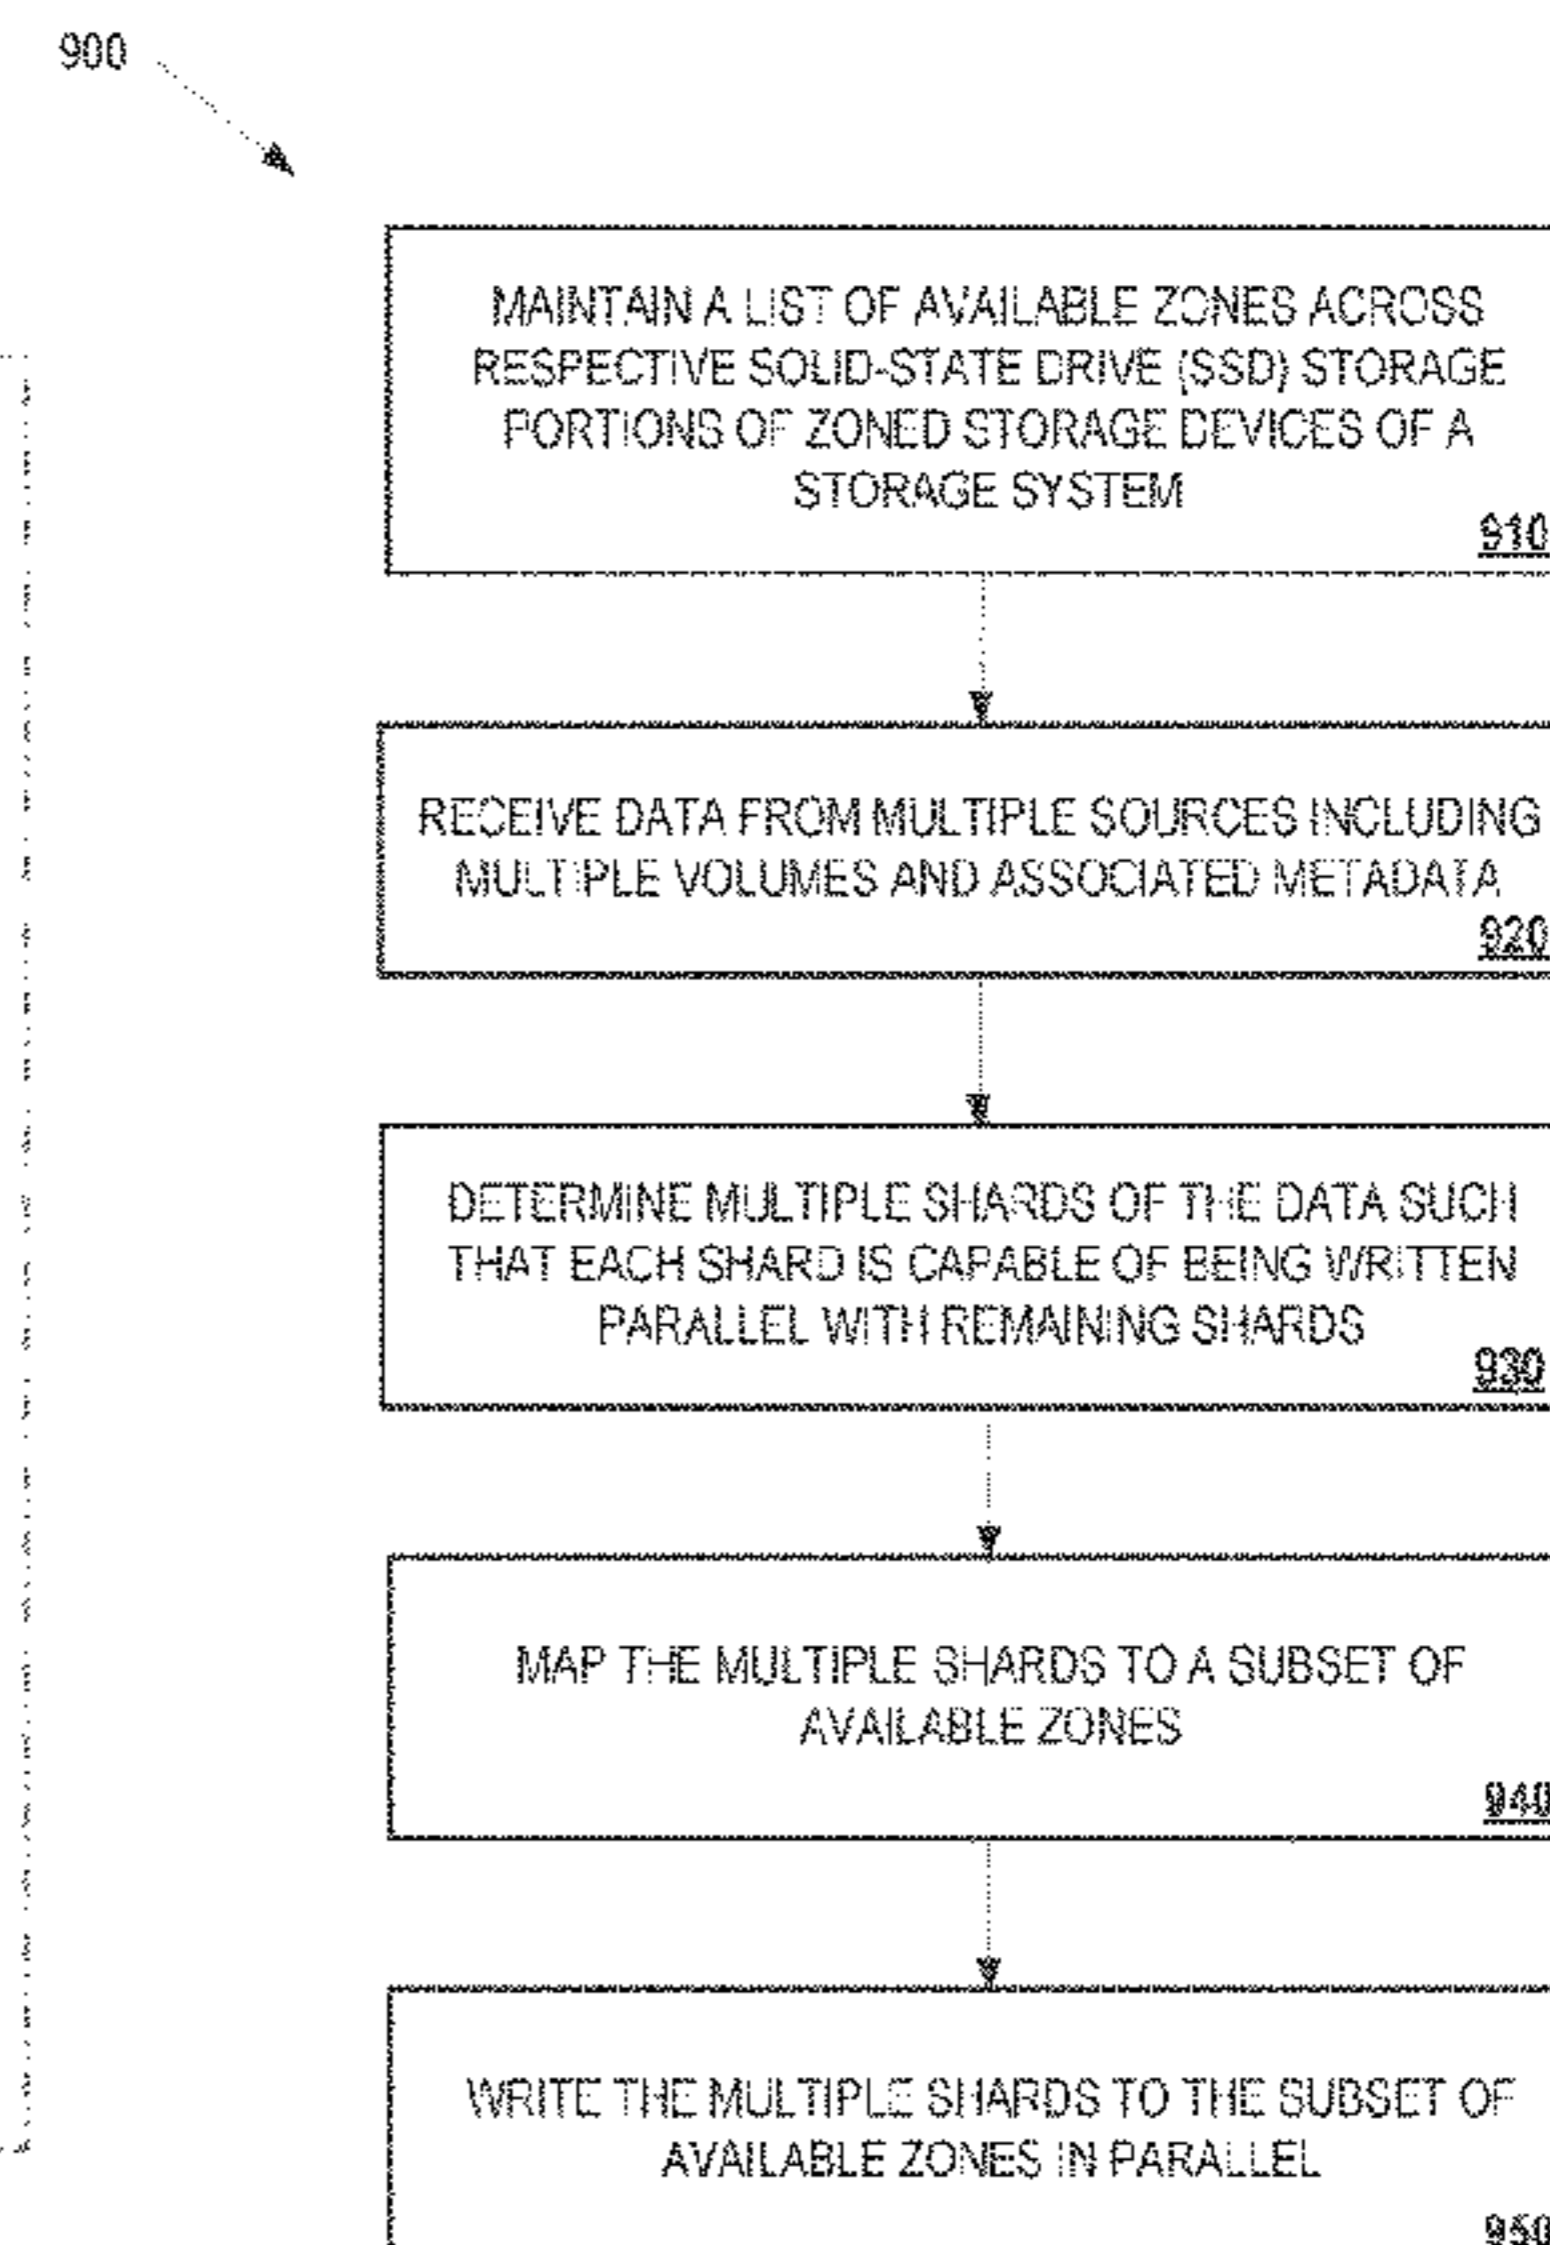 900
MAINTAIN A LIST OF AVAILABLE ZONES ACROSS
RESPECTIVE SOLID-STATE DRIVE (SSD) STORAGE
PORTIONS OF ZONED STORAGE DEVICES OF A
STORAGE SYSTEM
910
RECEIVE DATA FROM MULTIPLE SOURCES INCLUDING
MULTIPLE VOLUMES AND ASSOCIATED METADATA
920
DETERMINE MULTIPLE SHARDS OF THE DATA SUCH
THAT EACH SHARD IS CAPABLE OF BEING WRITTEN
PARALLEL WITH REMAINING SHARDS
930
MAP THE MULTIPLE SHARDS TO A SUBSET OF
AVAILABLE ZONES
940
WRITE THE MULTIPLE SHARDS TO THE SUBSET OF
AVAILABLE ZONES IN PARALLEL
950